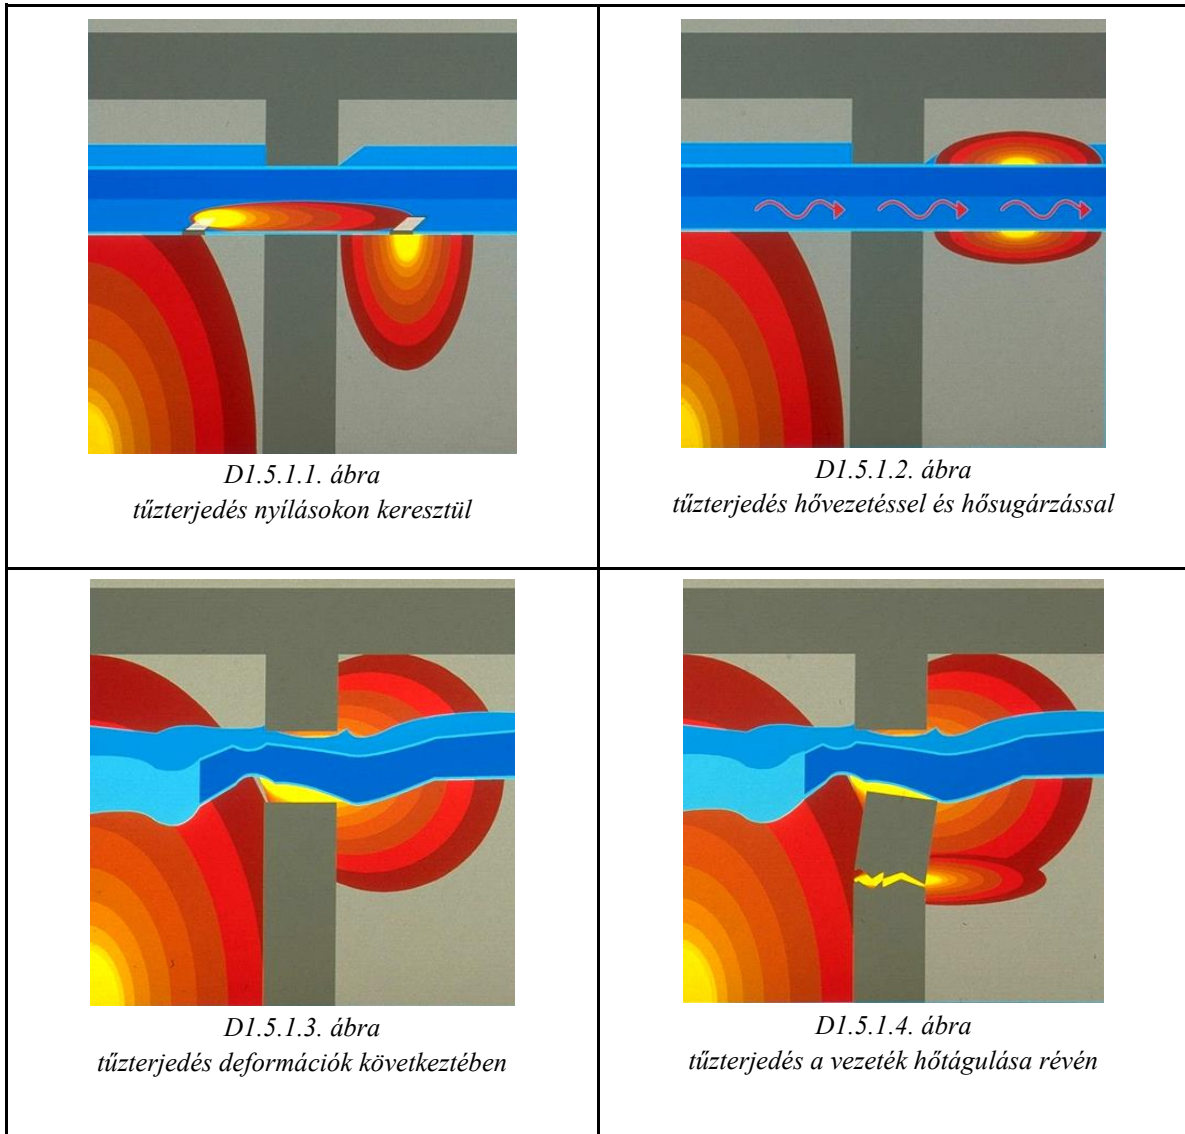 D1.5.1.1. ábra
tűzterjedés nyílásokon keresztül
D1.5.1.2. ábra
tűzterjedés hővezetéssel és hősugárzással
D1.5.1.3. ábra
tűzterjedés deformációk következtében
D1.5.1.4. ábra
tűzterjedés a vezeték hőtágulása révén